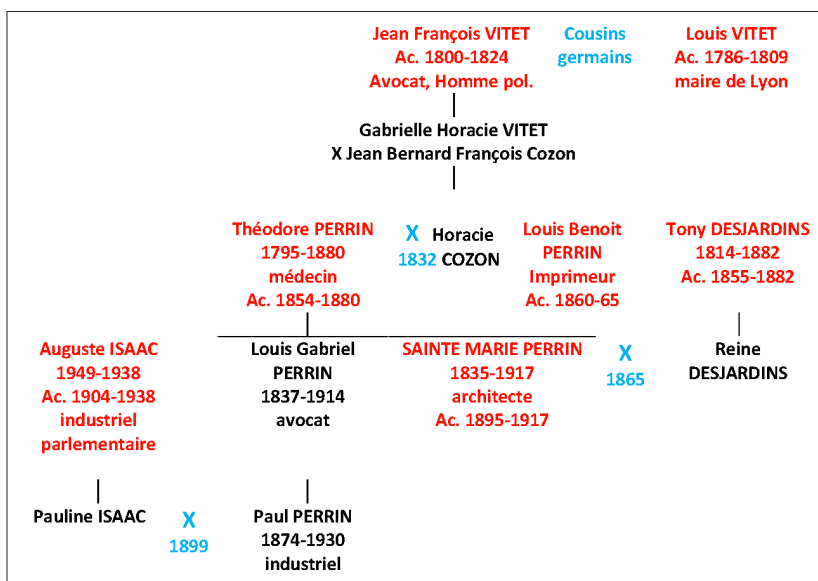 Jean François VITET
Ac. 1800-1824
Avocat, Homme pol.
Cousins
germains
Louis VITET
Ac. 1786-1809
maire de Lyon
Gabrielle Horacie VITET
X Jean Bernard François Cozon
Théodore PERRIN
1795-1880
médecin
Ac. 1854-1880
X Horacie
1832 COZON
Louis Benoit
PERRIN
Imprimeur
Ac. 1860-65
Tony DESJARDINS
1814-1882
Ac. 1855-1882
Auguste ISAAC
1949-1938
Ac. 1904-1938
industriel
parlementaire
Louis Gabriel
PERRIN
1837-1914
avocat
SAINTE MARIE PERRIN
1835-1917
architecte
Ac. 1895-1917
X
1865
Reine
DESJARDINS
Pauline ISAAC
X
1899
Paul PERRIN
1874-1930
industriel